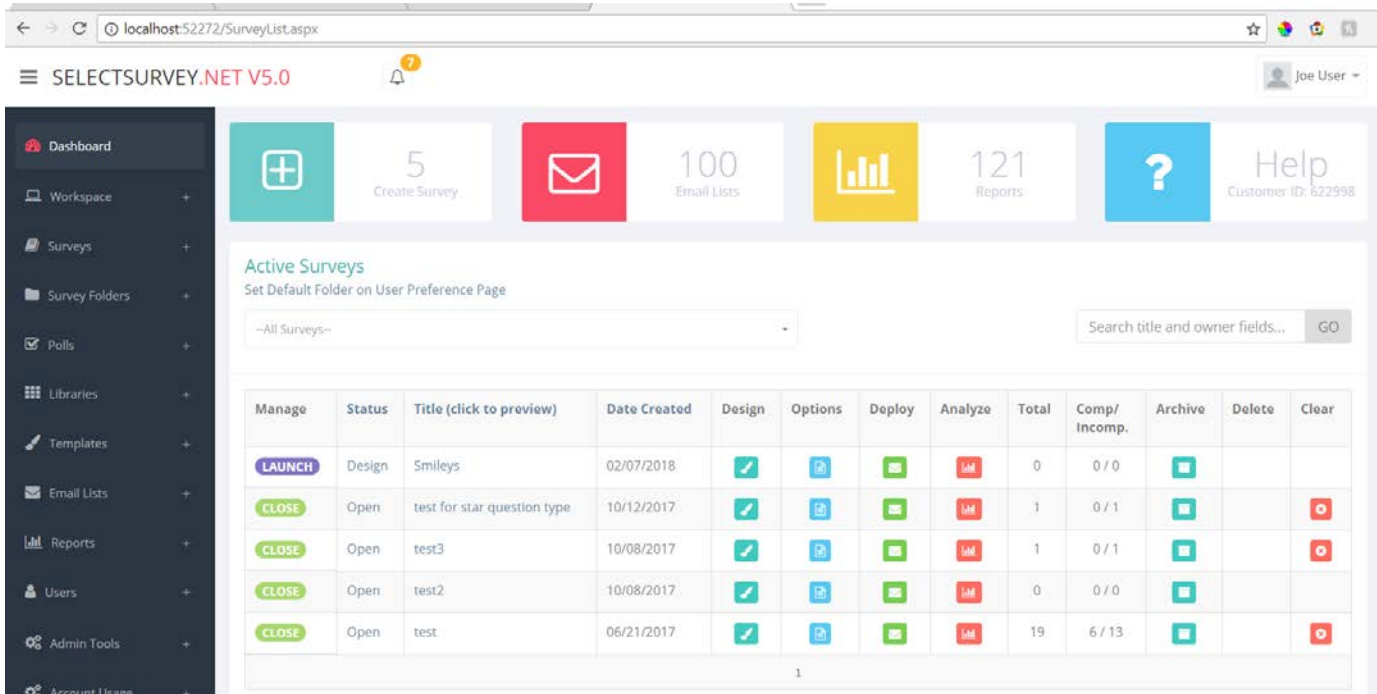 localhost:52272/SurveyList.aspx
SELECTSURVEY.NET V5.0
7
Joe User
Dashboard
Workspace +
Surveys +
Survey Folders +
Polls +
Libraries +
Templates +
Email Lists +
Reports +
Users +
Admin Tools +
Account Usage +
5
Create Survey
100
Email Lists
121
Reports
?
Help
Customer ID: 622998
Active Surveys
Set Default Folder on User Preference Page
--All Surveys--
Search title and owner fields... GO
Manage Status Title (click to preview) Date Created Design Options Deploy Analyze Total Comp/ Archive Delete Clear
Incomp.
LAUNCH Design Smileys 02/07/2018 0 0 / 0
CLOSE Open test for star question type 10/12/2017 1 0 / 1
CLOSE Open test3 10/08/2017 1 0 / 1
CLOSE Open test2 10/08/2017 0 0 / 0
CLOSE Open test 06/21/2017 19 6 / 13
1